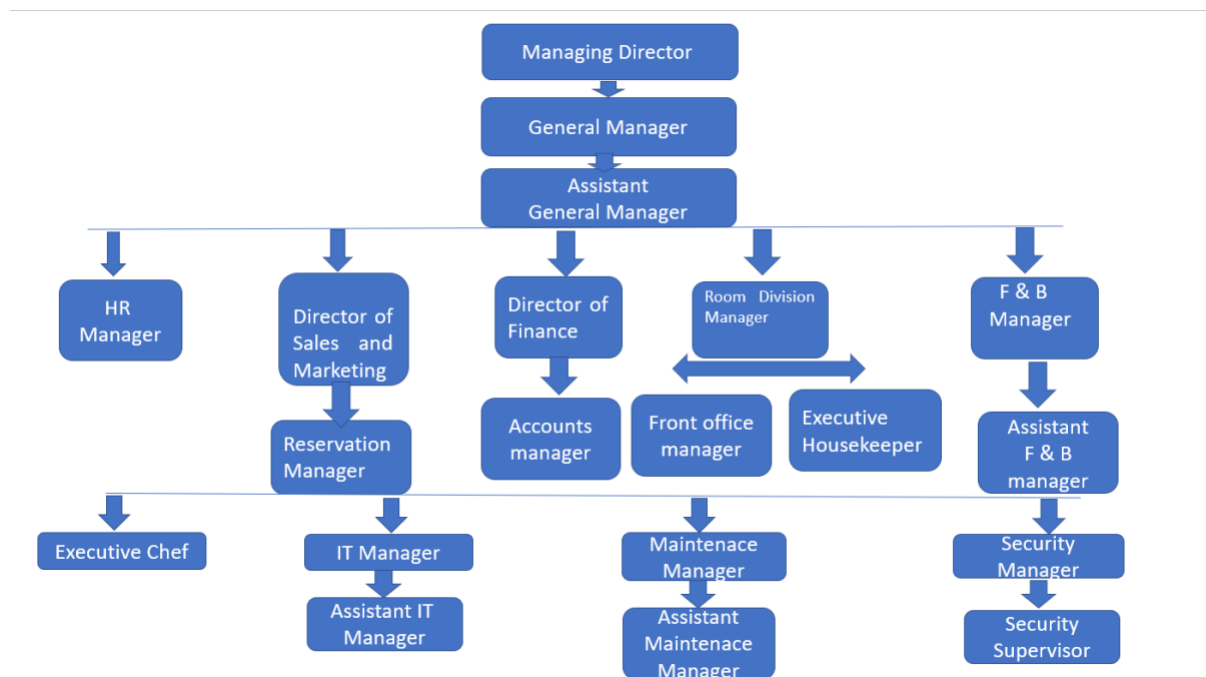 Managing Director
General Manager
Assistant
General Manager
HR
Manager
Director of
Sales and
Marketing
Director of
Finance
Room Division
Manager
F & B
Manager
Reservation
Manager
Accounts
manager
Front office
manager
Executive
Housekeeper
Assistant
F & B
manager
Executive Chef
IT Manager
Maintenace
Manager
Security
Manager
Assistant IT
Manager
Assistant
Maintenace
Manager
Security
Supervisor